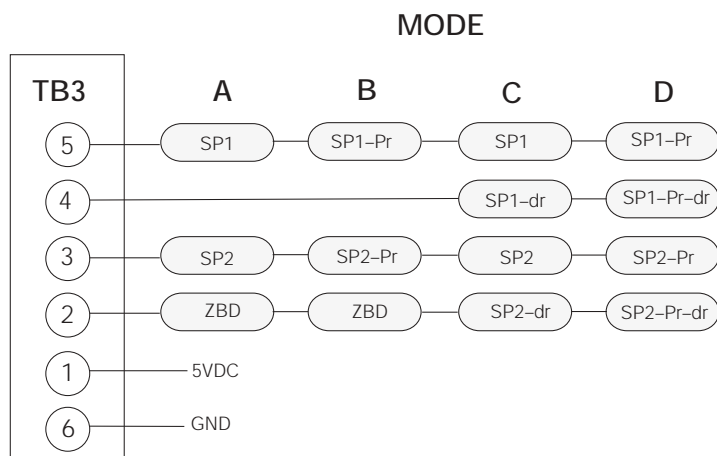 MODE
TB3 A B C D
5 SP1 SP1–Pr SP1 SP1–Pr
4 SP1–dr SP1–Pr–dr
3 SP2 SP2–Pr SP2 SP2–Pr
2 ZBD ZBD SP2–dr SP2–Pr–dr
1 5VDC
6 GND